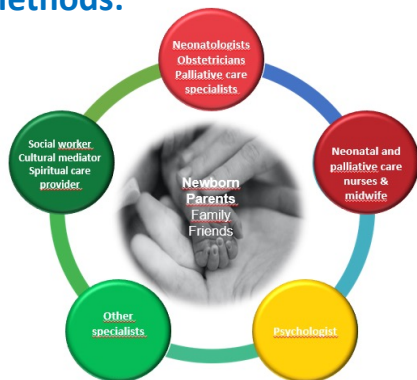 Methods:
Neonatologists
Obstetricians
Palliative care
specialists
Neonatal and
palliative care
nurses &
midwife
Psychologist
Other
specialists
Social worker
Cultural mediator
Spiritual care
provider
Newborn
Parents
Family
Friends